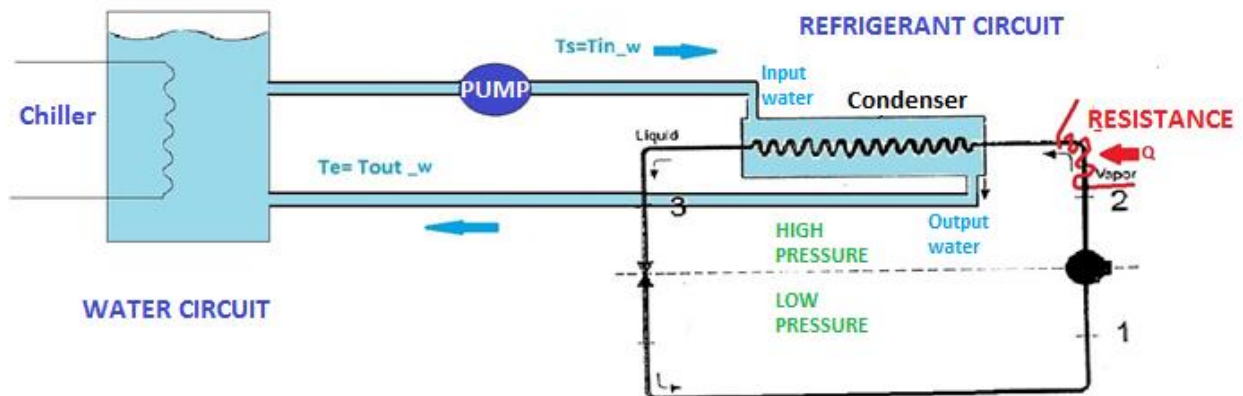 REFRIGERANT CIRCUIT
Ts=Tin_w
Input
water
PUMP
Condenser
Chiller
Liquid
RESISTANCE
Q
Te= Tout _w
Vapor
3
2
Output
water
HIGH
PRESSURE
WATER CIRCUIT
LOW
PRESSURE
1